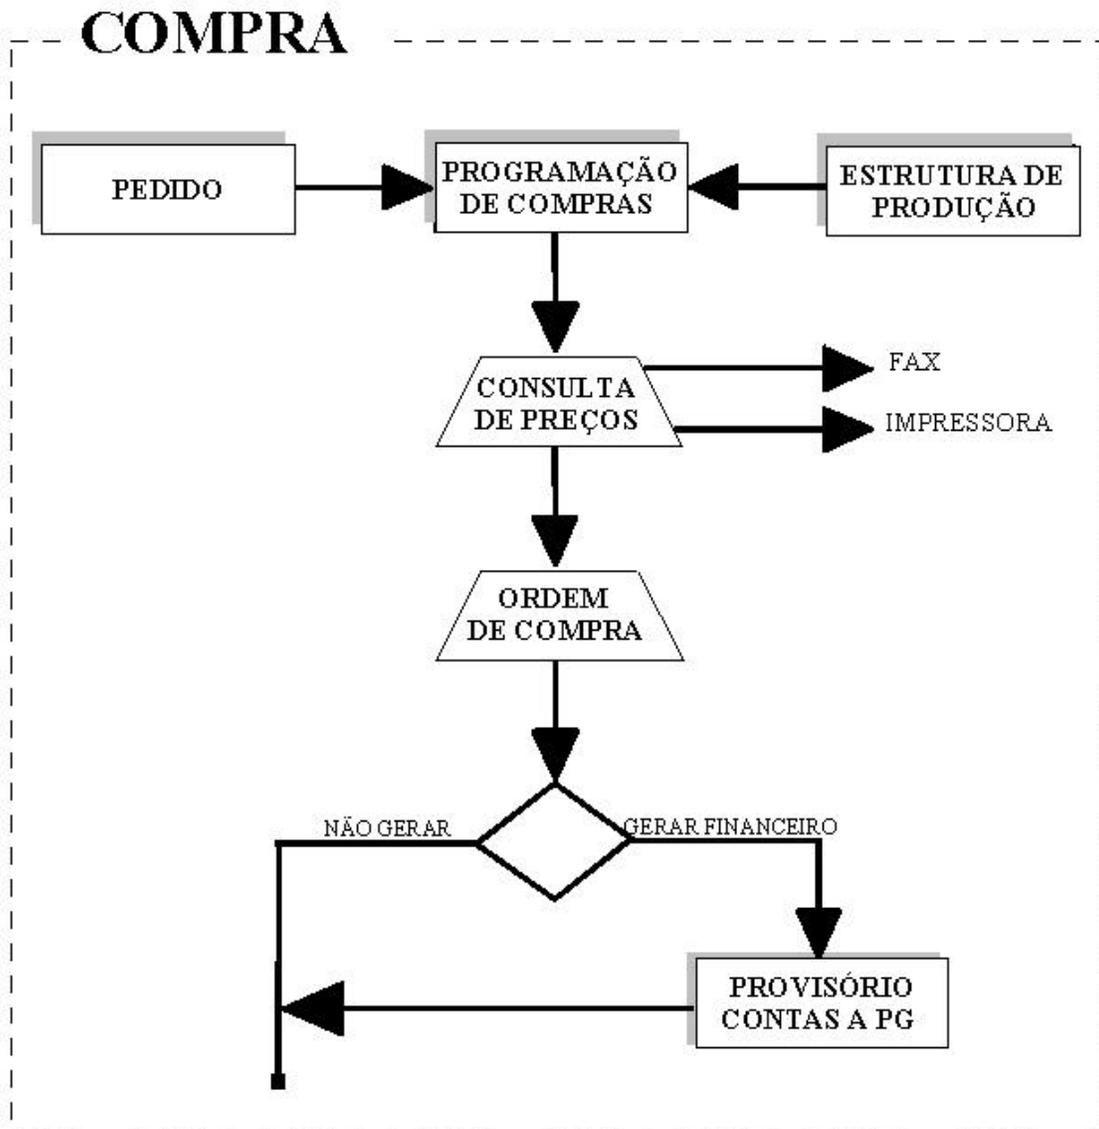 COMPRA
PEDIDO
PROGRAMAÇÃO
DE COMPRAS
ESTRUTURA DE
PRODUÇÃO
CONSULTA
DE PREÇOS
FAX
IMPRESSORA
ORDEM
DE COMPRA
NÃO GERAR
GERAR FINANCEIRO
PROVISÓRIO
CONTAS A PG